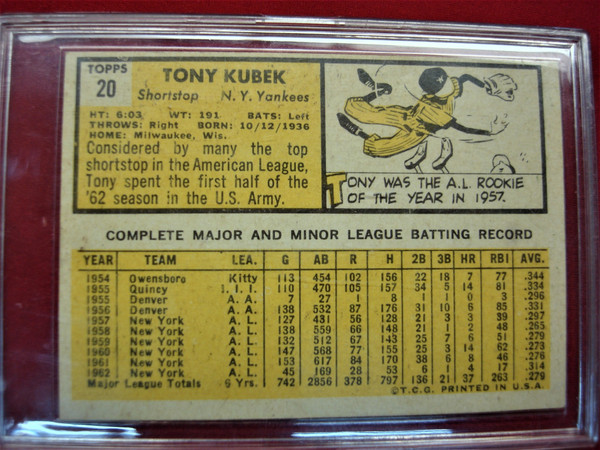 TOPPS
20
TONY KUBEK
Shortstop N.Y. Yankees
HT: 6:03 WT: 191 BATS: Left
THROWS: Right BORN: 10/12/1936
HOME: Milwaukee, Wis.
Considered by many the top
shortstop in the American League,
Tony spent the first half of the
'62 season in the U.S. Army.
TONY WAS THE A.L. ROOKIE
OF THE YEAR IN 1957.
COMPLETE MAJOR AND MINOR LEAGUE BATTING RECORD
YEAR TEAM LEA. G AB R H 2B 3B HR RBI AVG.
1954 Owensboro Kitty 113 454 102 156 22 18 7 77 .344
1955 Quincy I.I.I. 110 470 105 157 34 5 14 81 .334
1955 Denver A.A. 7 27 1 8 1 .296
1956 Denver A.A. 138 532 87 176 31 10 6 85 .331
1957 New York A.L. 127 431 56 128 21 3 3 39 .297
1958 New York A.L. 138 559 66 148 21 1 2 48 .265
1959 New York A.L. 132 512 67 143 25 7 6 51 .279
1960 New York A.L. 147 568 77 155 25 3 14 62 .273
1961 New York A.L. 153 617 84 170 38 6 8 46 .276
1962 New York A.L. 45 169 28 53 6 1 4 17 .314
Major League Totals 6 Yrs. 742 2856 378 797 136 21 37 263 .279
©T.C.G. PRINTED IN U.S.A.